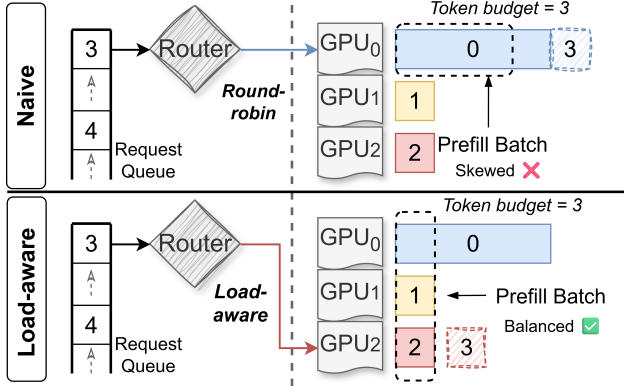 Naive
3
4
Request
Queue
Router
Round-
robin
Token budget = 3
GPU0
0
3
GPU1
1
GPU2
2
Prefill Batch
Skewed ❌
Load-aware
3
4
Request
Queue
Router
Load-
aware
Token budget = 3
GPU0
0
GPU1
1
Prefill Batch
Balanced ✅
GPU2
2
3